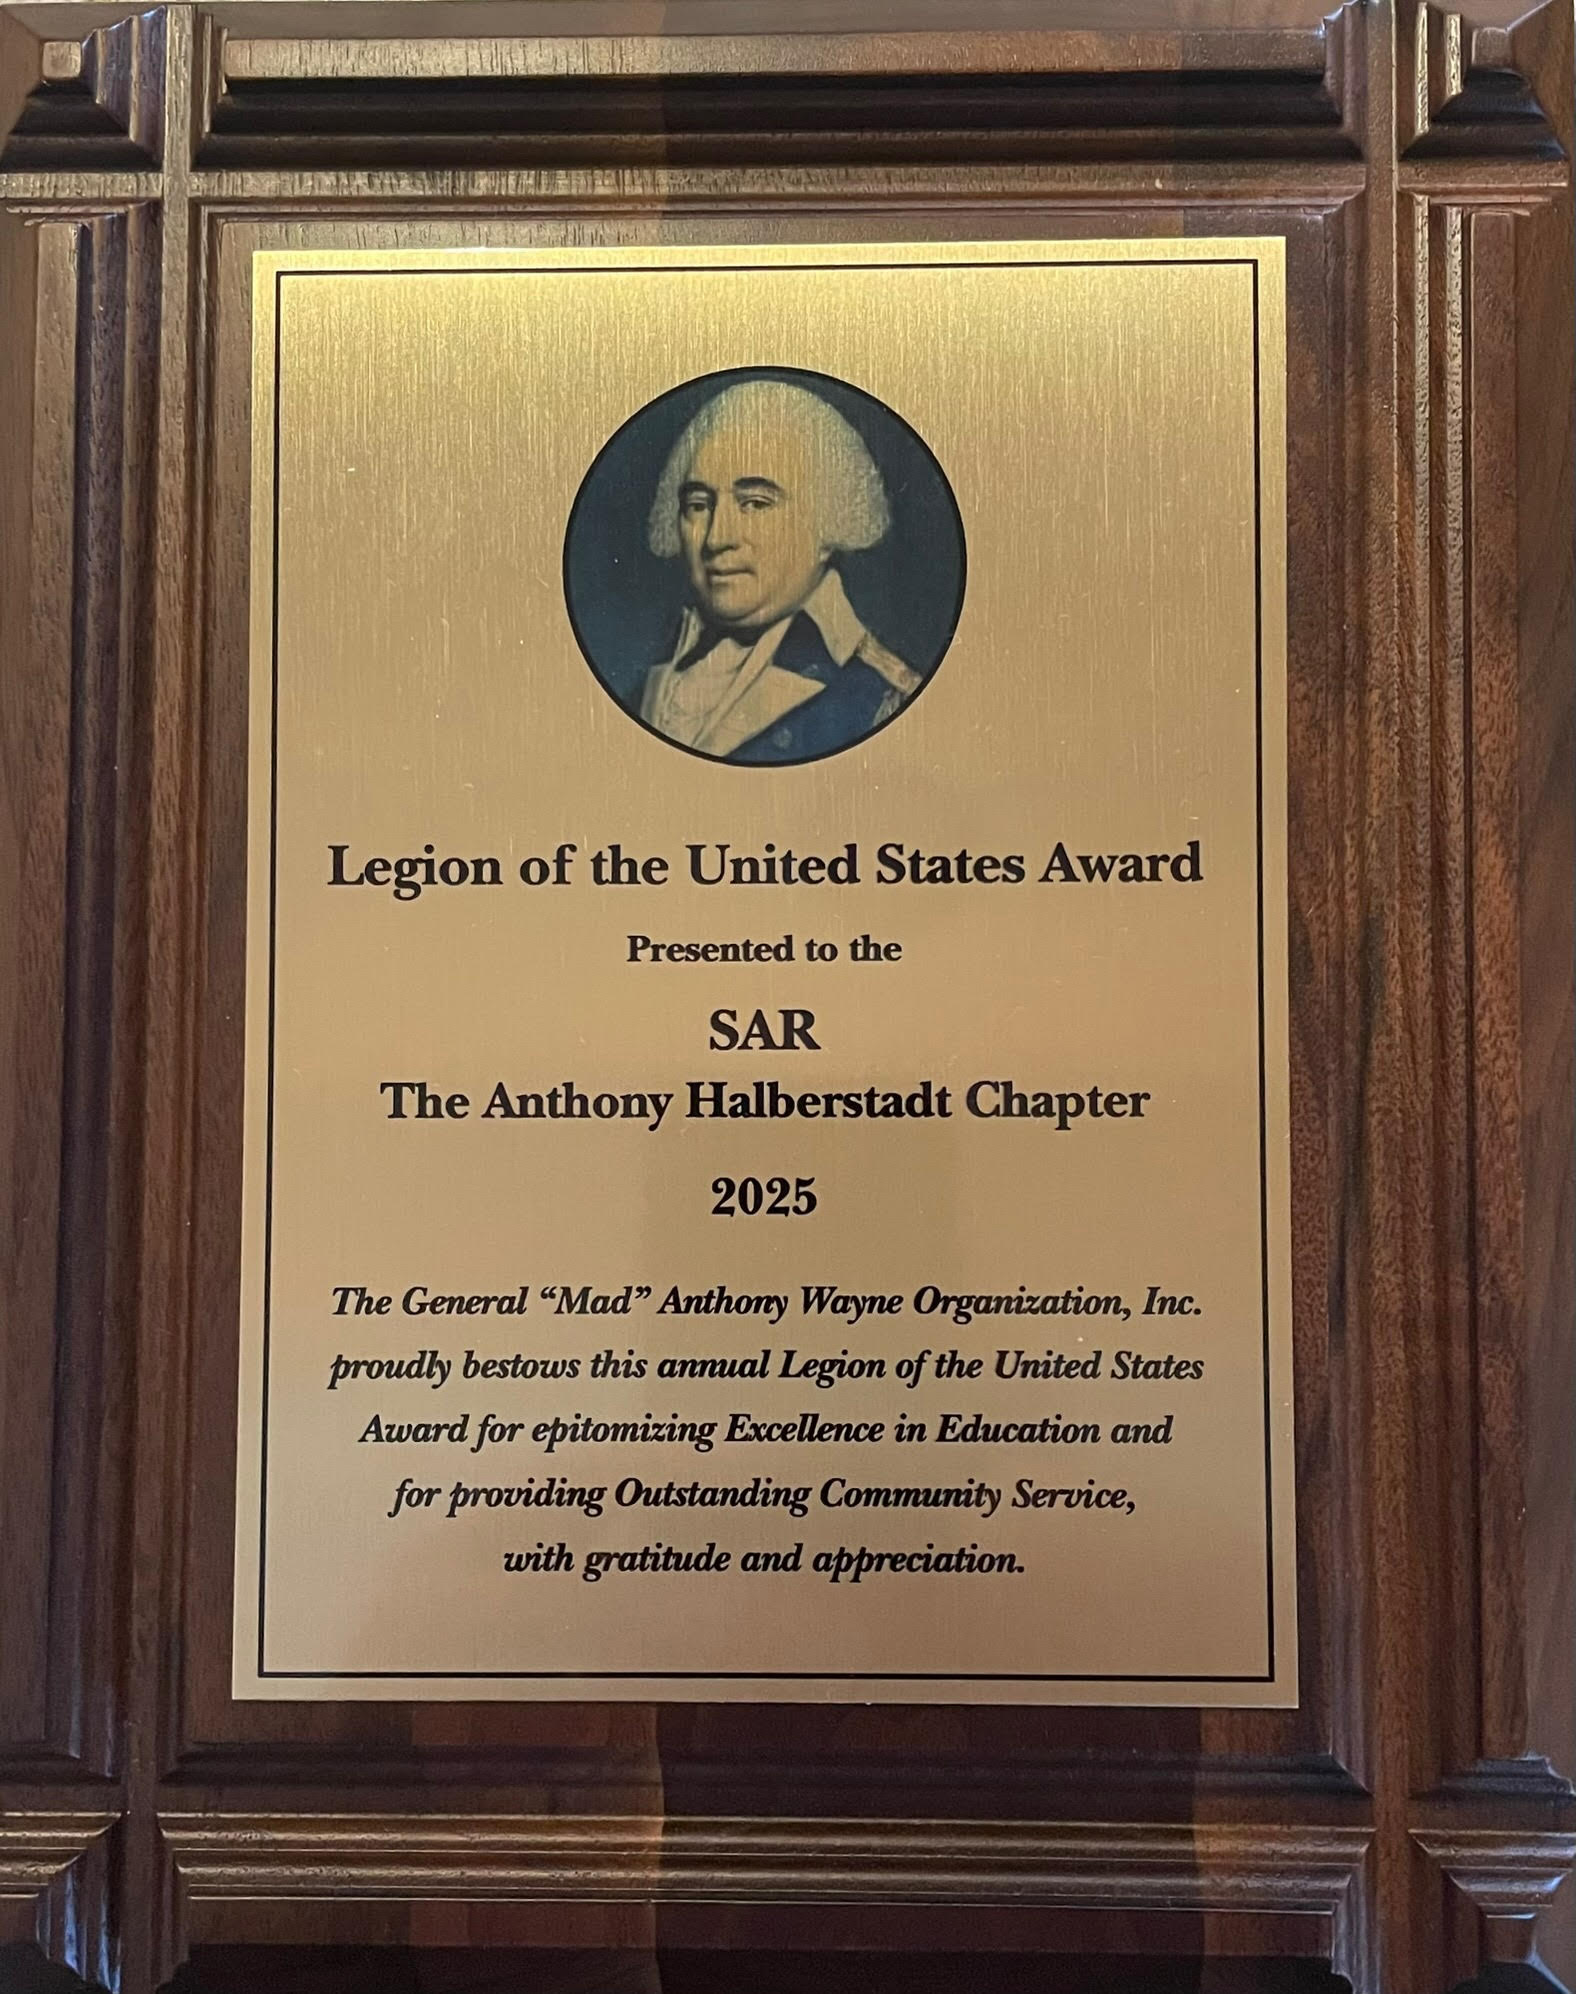 Legion of the United States Award
Presented to the
SAR
The Anthony Halberstadt Chapter
2025
The General “Mad” Anthony Wayne Organization, Inc.
proudly bestows this annual Legion of the United States
Award for epitomizing Excellence in Education and
for providing Outstanding Community Service,
with gratitude and appreciation.